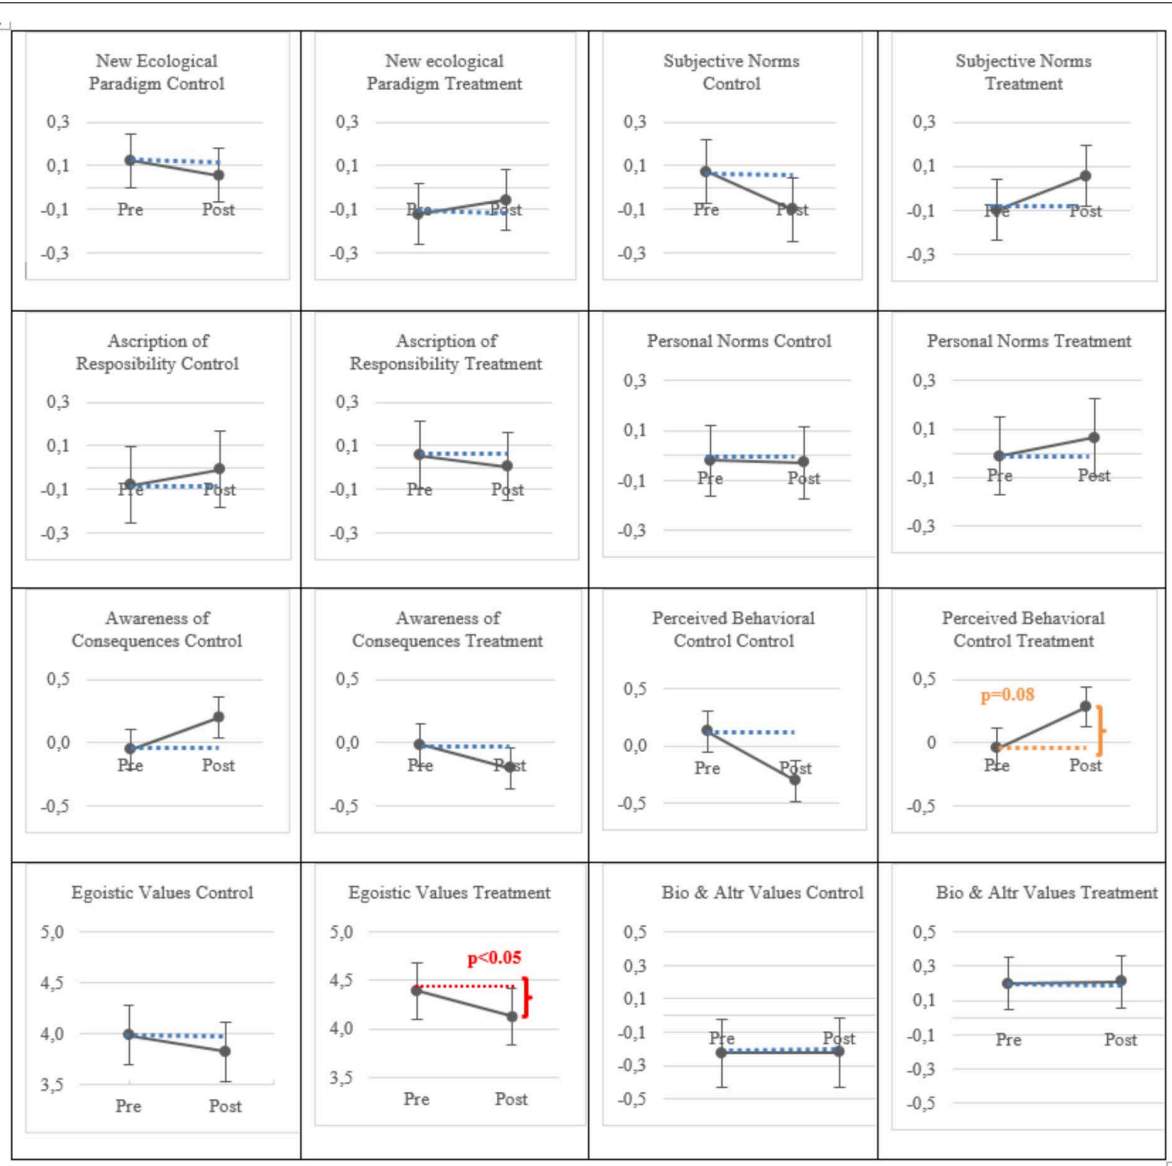 New Ecological
Paradigm Control
0,3
0,1
-0,1
-0,3
Pre
Post
New ecological
Paradigm Treatment
0,3
0,1
-0,1
-0,3
Pre
Post
Subjective Norms
Control
0,3
0,1
-0,1
-0,3
Pre
Post
Subjective Norms
Treatment
0,3
0,1
-0,1
-0,3
Pre
Post
Ascription of
Resposibility Control
0,3
0,1
-0,1
-0,3
Pre
Post
Ascription of
Responsibility Treatment
0,3
0,1
-0,1
-0,3
Pre
Post
Personal Norms Control
0,3
0,1
-0,1
-0,3
Pre
Post
Personal Norms Treatment
0,3
0,1
-0,1
-0,3
Pre
Post
Awareness of
Consequences Control
0,5
0,0
-0,5
Pre
Post
Awareness of
Consequences Treatment
0,5
0,0
-0,5
Pre
Post
Perceived Behavioral
Control Control
0,5
0,0
-0,5
Pre
Post
Perceived Behavioral
Control Treatment
0,5
p=0.08
0
-0,5
Pre
Post
Egoistic Values Control
5,0
4,5
4,0
3,5
Pre
Post
Egoistic Values Treatment
5,0
p<0.05
4,5
4,0
3,5
Pre
Post
Bio & Altr Values Control
0,5
0,3
0,1
-0,1
-0,3
-0,5
Pre
Post
Bio & Altr Values Treatment
0,5
0,3
0,1
-0,1
-0,3
-0,5
Pre
Post